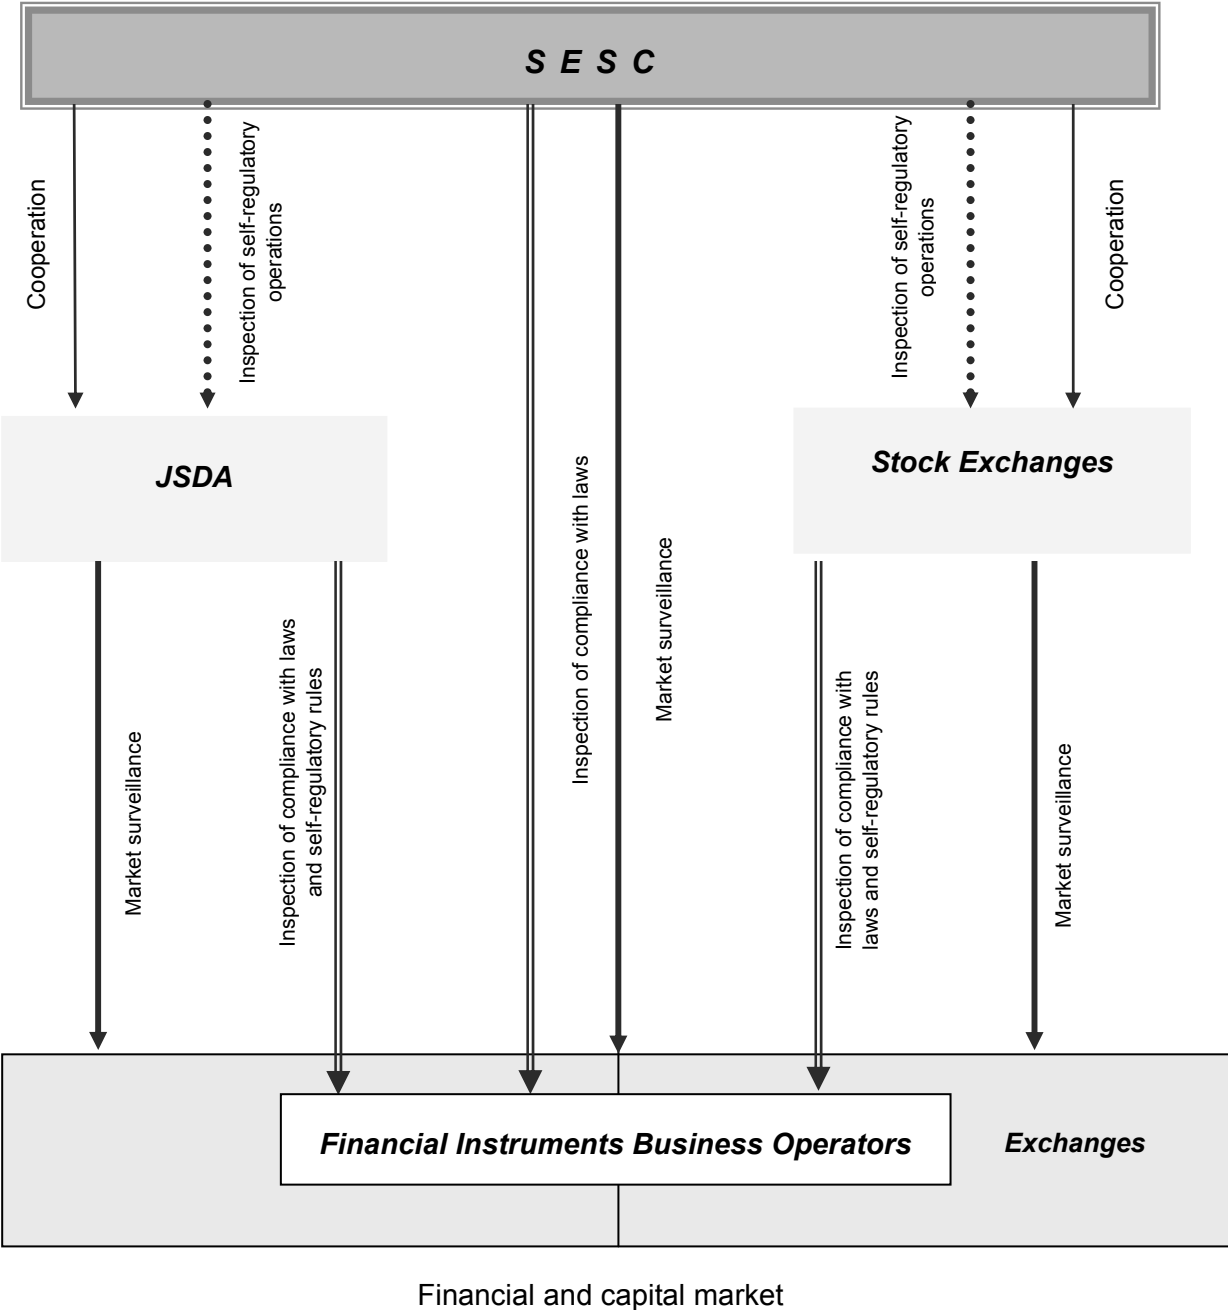 S E S C
Cooperation
Inspection of self-regulatory
operations
Inspection of self-regulatory
operations
Cooperation
JSDA
Stock Exchanges
Market surveillance
Inspection of compliance with laws
and self-regulatory rules
Inspection of compliance with laws
Market surveillance
Inspection of compliance with
laws and self-regulatory rules
Market surveillance
Financial Instruments Business Operators
Exchanges
Financial and capital market